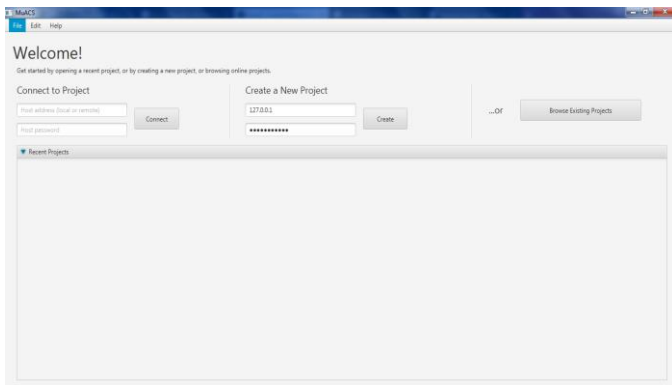 MuACS
File Edit Help
Welcome!
Get started by opening a recent project, or by creating a new project, or browsing online projects.
Connect to Project
Host address (local or remote)
Host password
Connect
Create a New Project
127.0.0.1
•••••••••••
Create
...or
Browse Existing Projects
Recent Projects